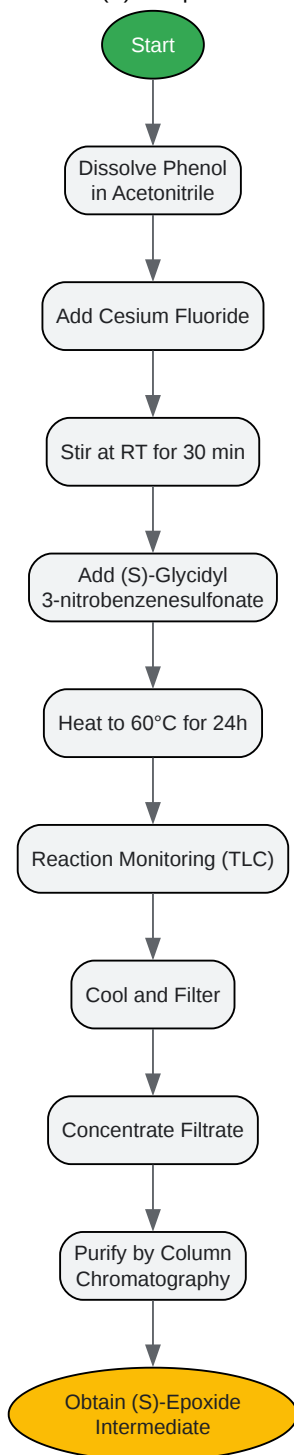 Start
Dissolve Phenol
in Acetonitrile
Add Cesium Fluoride
Stir at RT for 30 min
Add (S)-Glycidyl
3-nitrobenzenesulfonate
Heat to 60°C for 24h
Reaction Monitoring (TLC)
Cool and Filter
Concentrate Filtrate
Purify by Column
Chromatography
Obtain (S)-Epoxide
Intermediate